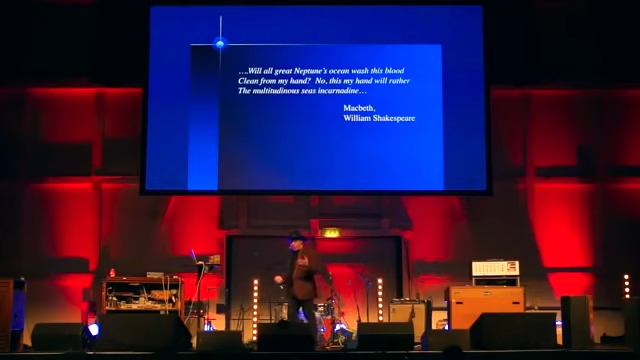 ….Will all great Neptune's ocean wash this blood
Clean from my hand?  No, this my hand will rather
The multitudinous seas incarnadine…
Macbeth,
William Shakespeare